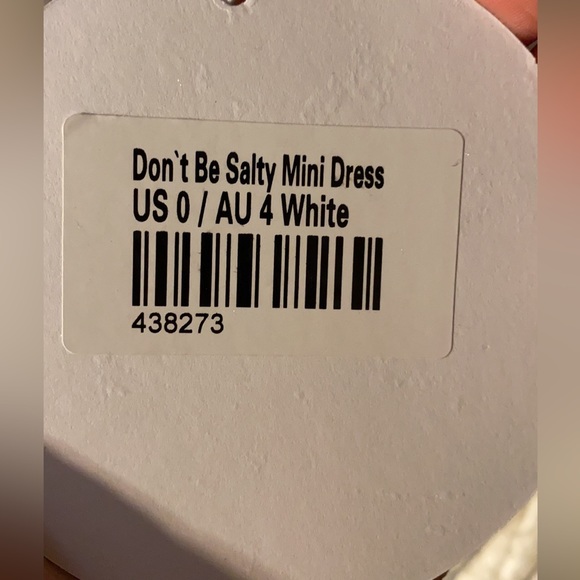 Don`t Be Salty Mini Dress
US 0 / AU 4 White
438273